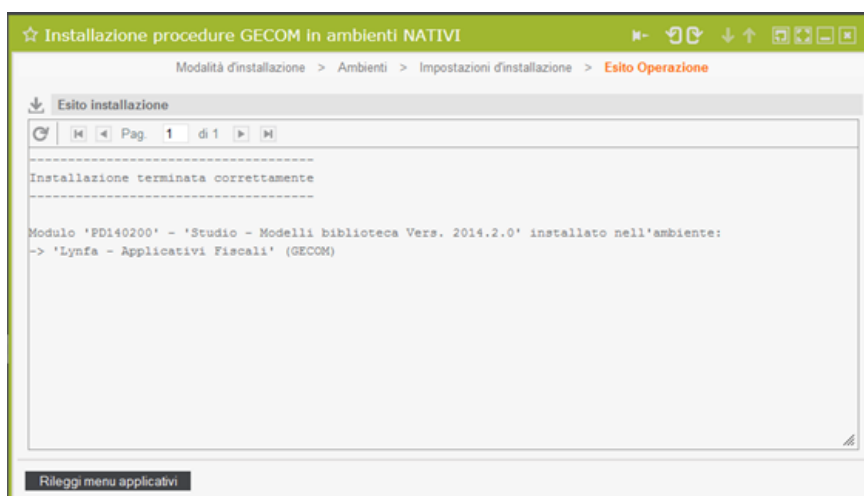 Installazione procedure GECOM in ambienti NATIVI
Modalità d'installazione > Ambienti > Impostazioni d'installazione > Esito Operazione
Esito installazione
Pag. 1 di 1
-------------------------------------
Installazione terminata correttamente
-------------------------------------
Modulo 'PD140200' - 'Studio - Modelli biblioteca Vers. 2014.2.0' installato nell'ambiente:
-> 'Lynfa - Applicativi Fiscali' (GECOM)
Rileggi menu applicativi